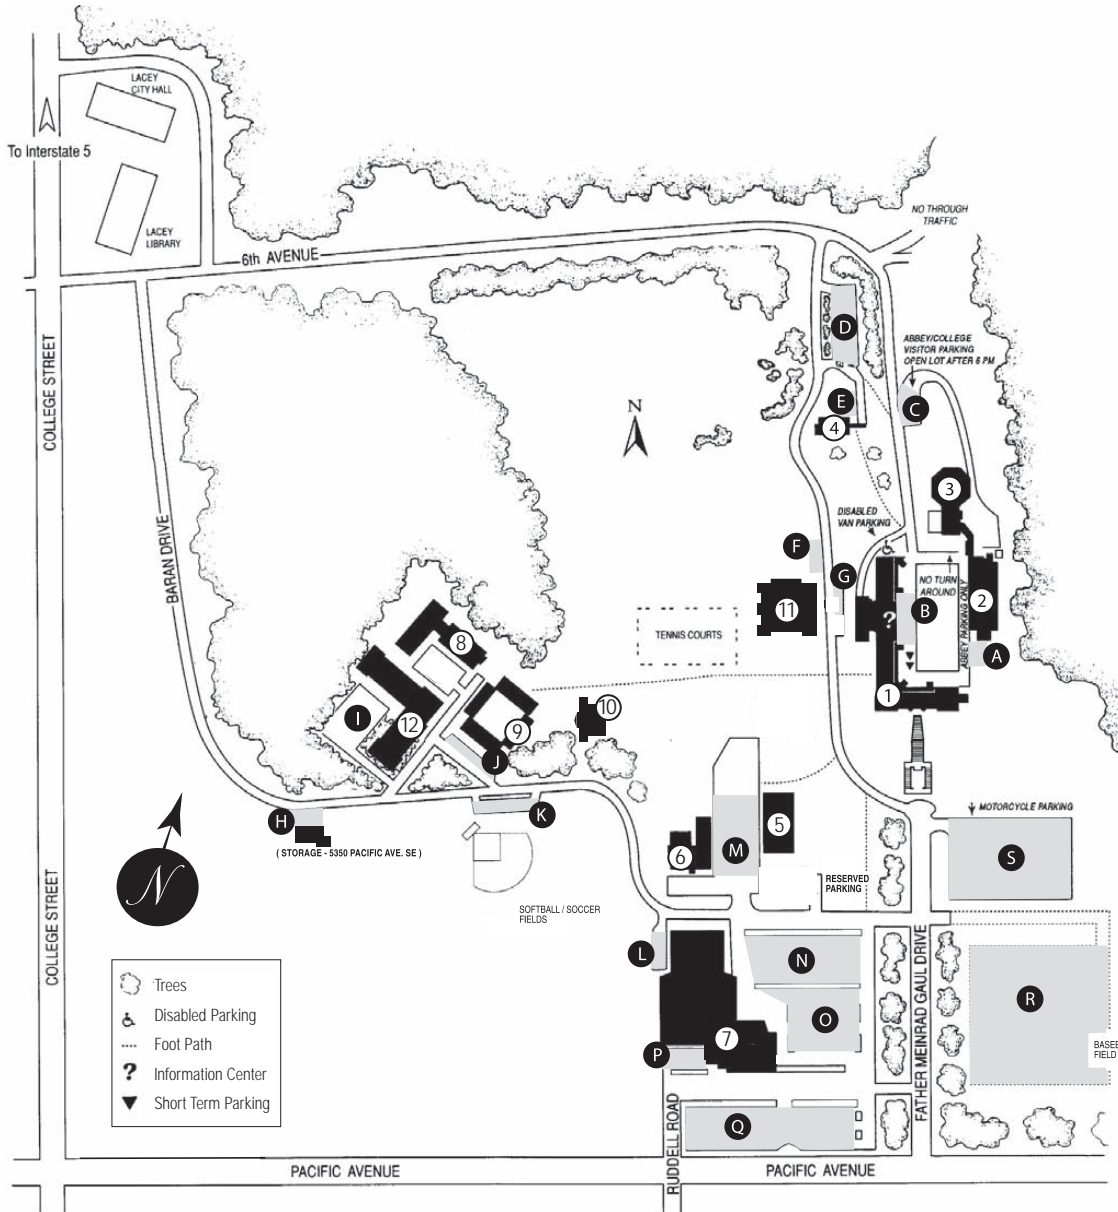 LACEY
CITY HALL
To Interstate 5
LACEY
LIBRARY
6th AVENUE
NO THROUGH
TRAFFIC
COLLEGE STREET
D
ABBEY/COLLEGE
VISITOR PARKING
OPEN LOT AFTER 6 PM
E
C
N
4
3
DISABLED
VAN PARKING
BARAN DRIVE
F
G
NO TURN
AROUND
ABBEY PARKING ONLY
2
B
11
?
TENNIS COURTS
8
A
1
I
12
9
10
J
H
K
MOTORCYCLE PARKING
( STORAGE - 5350 PACIFIC AVE. SE )
5
6
M
S
N
RESERVED
PARKING
SOFTBALL / SOCCER
FIELDS
COLLEGE STREET
L
N
FATHER MEINRAD GAUL DRIVE
R
O
7
P
BASEB
FIELD
Trees
Disabled Parking
Foot Path
? Information Center
Short Term Parking
Q
RUDDELL ROAD
PACIFIC AVENUE
PACIFIC AVENUE